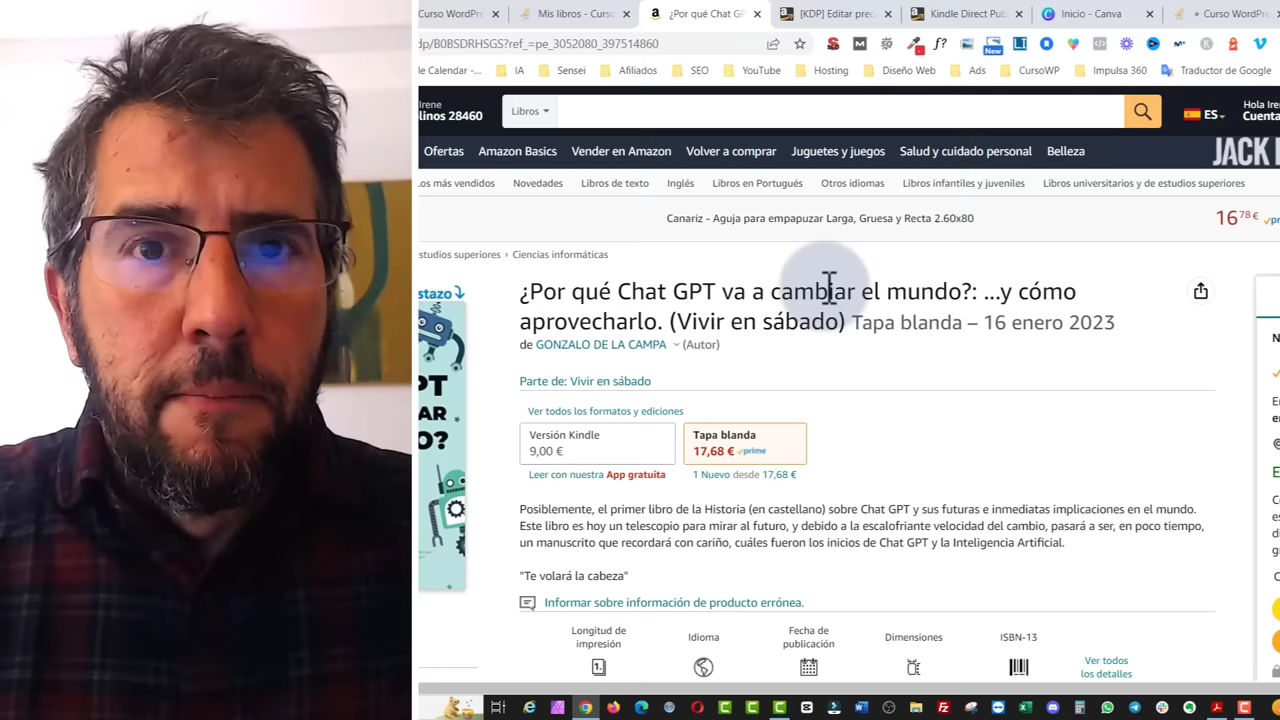 Curso WordPre
Mis libros - Curso
¿Por qué Chat GP
[KDP] Editar prec
Kindle Direct Pub
Inicio - Canva
Curso WordPre
dp/B0BSDRHSGS?ref_=pe_3052080_397514860
New
le Calendar -...
IA
Sensei
Afiliados
SEO
YouTube
Hosting
Diseño Web
Ads
CursoWP
Impulsa 360
Traductor de Google
Irene
linos 28460
Libros
ES
Hola Ire
Cuenta
Ofertas
Amazon Basics
Vender en Amazon
Volver a comprar
Juguetes y juegos
Salud y cuidado personal
Belleza
JACK
os más vendidos
Novedades
Libros de texto
Inglés
Libros en Portugués
Otros idiomas
Libros infantiles y juveniles
Libros universitarios y de estudios superiores
Canariz - Aguja para empapuzar Larga, Gruesa y Recta 2.60x80
16 78 €
studios superiores › Ciencias informáticas
stazo
¿Por qué Chat GPT va a cambiar el mundo?: ...y cómo
aprovecharlo. (Vivir en sábado) Tapa blanda – 16 enero 2023
de GONZALO DE LA CAMPA (Autor)
Parte de: Vivir en sábado
Ver todos los formatos y ediciones
Versión Kindle
9,00 €
Tapa blanda
17,68 € prime
Leer con nuestra App gratuita
1 Nuevo desde 17,68 €
PT
AR
O?
Posiblemente, el primer libro de la Historia (en castellano) sobre Chat GPT y sus futuras e inmediatas implicaciones en el mundo.
Este libro es hoy un telescopio para mirar al futuro, y debido a la escalofriante velocidad del cambio, pasará a ser, en poco tiempo,
un manuscrito que recordará con cariño, cuáles fueron los inicios de Chat GPT y la Inteligencia Artificial.
"Te volará la cabeza"
Informar sobre información de producto errónea.
Longitud de
impresión
Idioma
Fecha de
publicación
Dimensiones
ISBN-13
Ver todos
los detalles